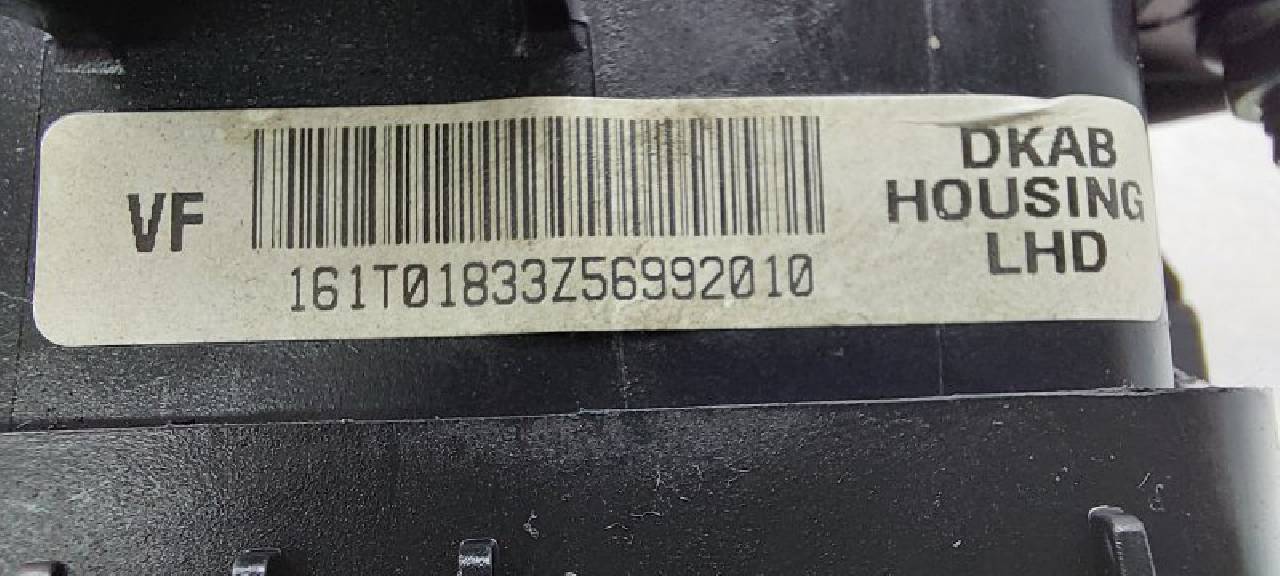 VF
161T01833Z56992010
DKAB
HOUSING
LHD